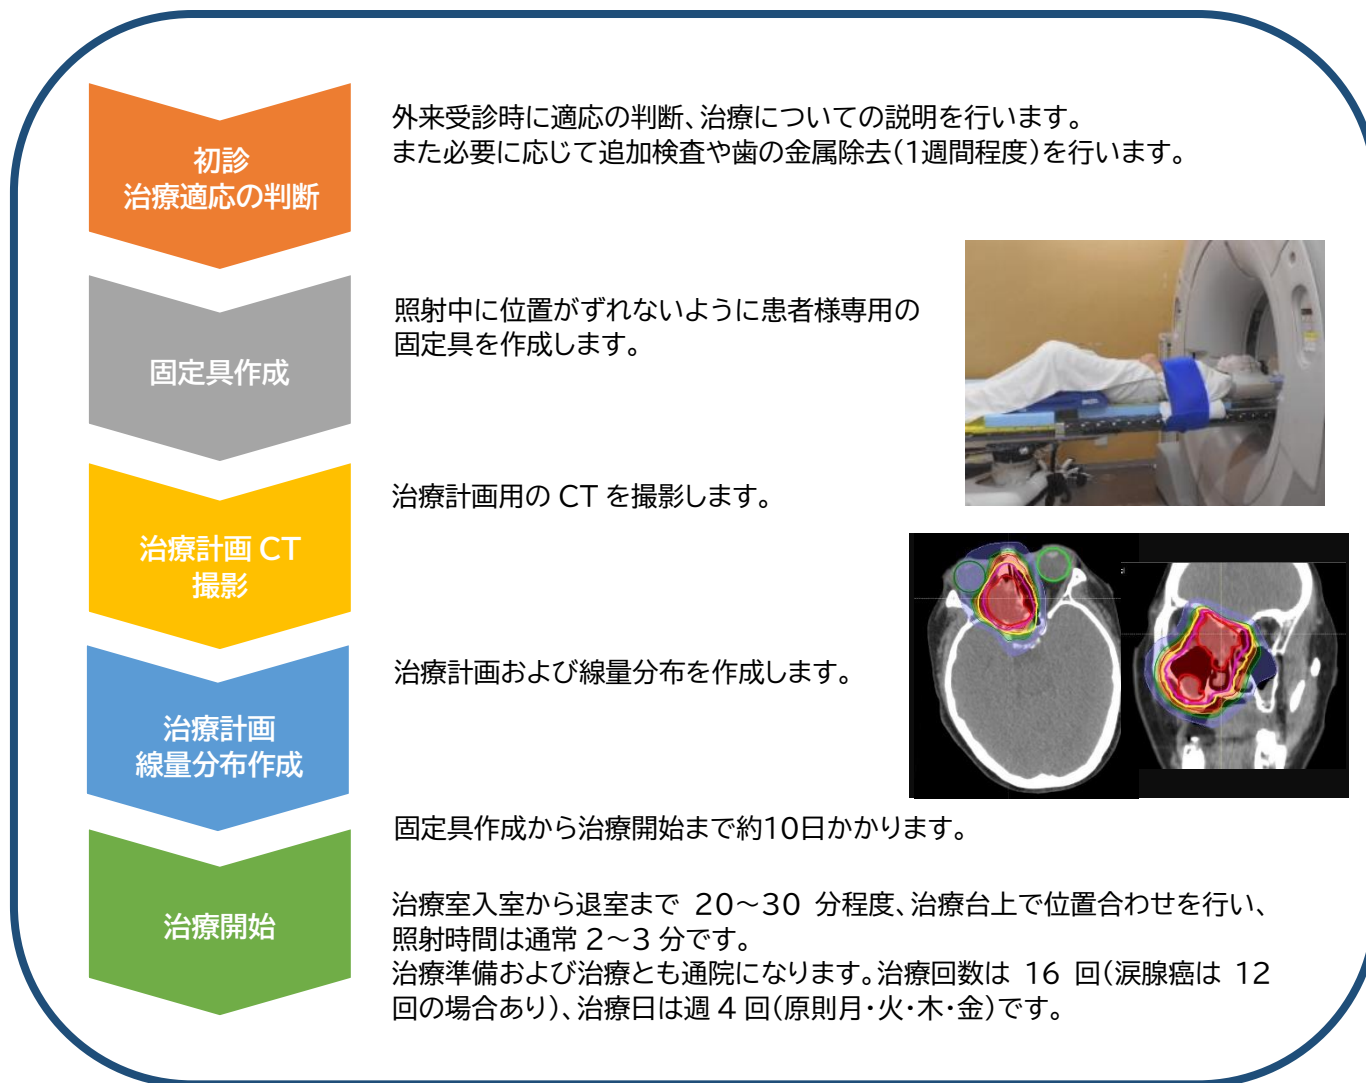 初診
治療適応の判断
外来受診時に適応の判断、治療についての説明を行います。
また必要に応じて追加検査や歯の金属除去(1週間程度)を行います。
固定具作成
照射中に位置がずれないように患者様専用の
固定具を作成します。
治療計画 CT
撮影
治療計画用の CT を撮影します。
治療計画
線量分布作成
治療計画および線量分布を作成します。
固定具作成から治療開始まで約10日かかります。
治療開始
治療室入室から退室まで 20～30 分程度、治療台上で位置合わせを行い、
照射時間は通常 2～3 分です。
治療準備および治療とも通院になります。治療回数は 16 回(涙腺癌は 12
回の場合あり)、治療日は週 4 回(原則月・火・木・金)です。